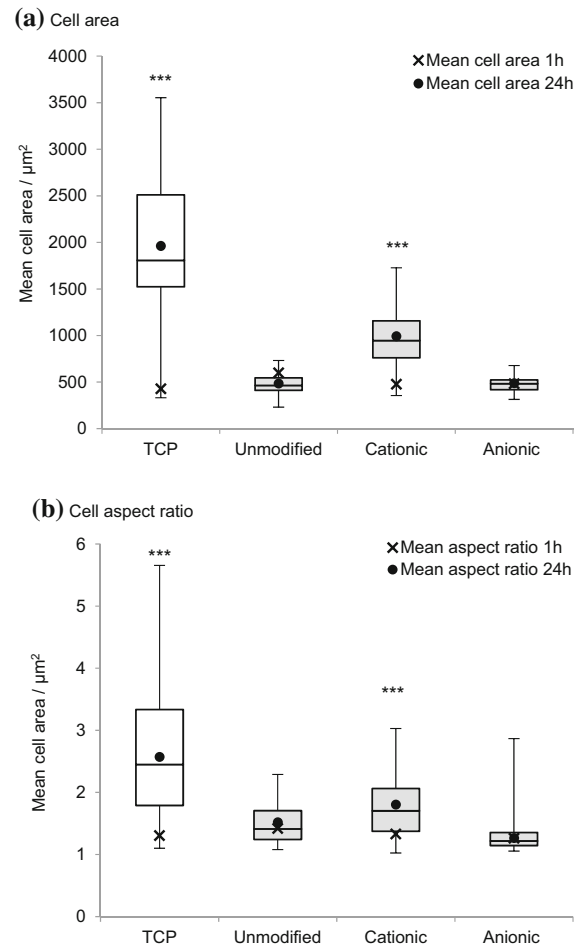 (a) Cell area
4000
3500
3000
2500
2000
1500
1000
500
0
Mean cell area / µm²
***
***
×Mean cell area 1h
●Mean cell area 24h
TCP Unmodified Cationic Anionic
(b) Cell aspect ratio
6
5
4
3
2
1
0
Mean cell area / µm²
***
***
×Mean aspect ratio 1h
●Mean aspect ratio 24h
TCP Unmodified Cationic Anionic